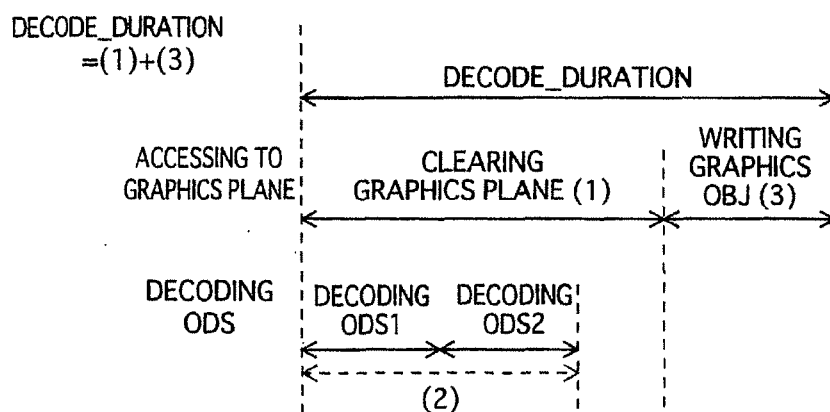 DECODE_DURATION
=(1)+(3)
DECODE_DURATION
ACCESSING TO
GRAPHICS PLANE
CLEARING
GRAPHICS PLANE (1)
WRITING
GRAPHICS
OBJ (3)
DECODING
ODS
DECODING
ODS1
DECODING
ODS2
(2)